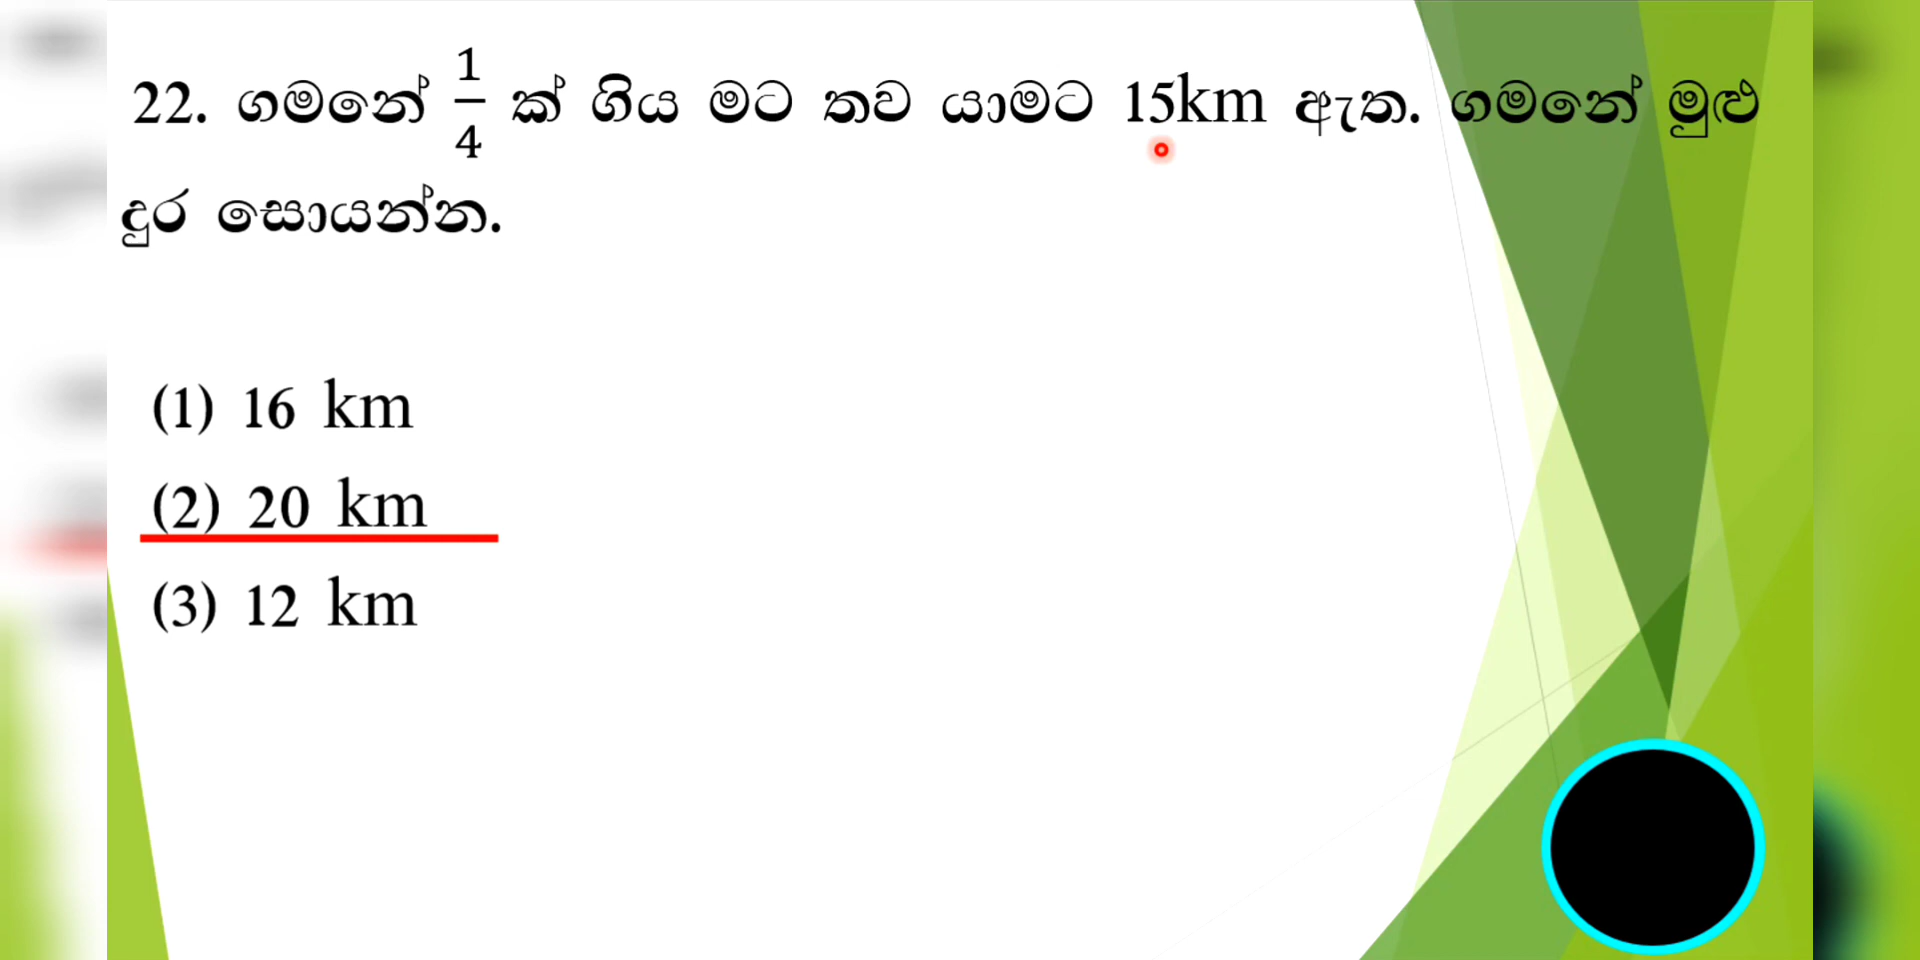 22. ගමනේ 1/4 ක් ගිය මට තව යාමට 15km ඇත. ගමනේ මුළු
දුර සොයන්න.
(1) 16 km
(2) 20 km
(3) 12 km